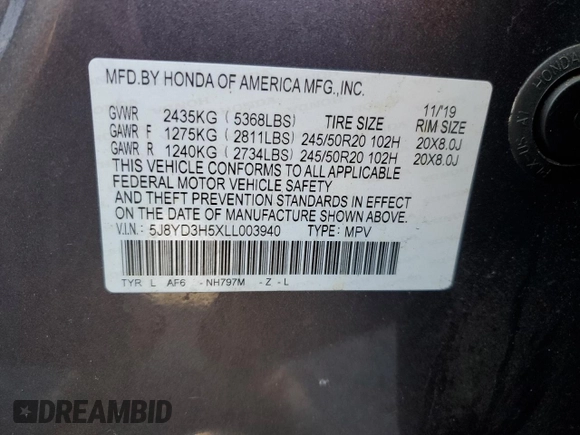 MFD.BY HONDA OF AMERICA MFG.,INC.
11/19
GVWR 2435KG ( 5368LBS) TIRE SIZE RIM SIZE
GAWR F 1275KG ( 2811LBS) 245/50R20 102H 20X8.0J
GAWR R 1240KG ( 2734LBS) 245/50R20 102H 20X8.0J
THIS VEHICLE CONFORMS TO ALL APPLICABLE
FEDERAL MOTOR VEHICLE SAFETY
AND THEFT PREVENTION STANDARDS IN EFFECT
ON THE DATE OF MANUFACTURE SHOWN ABOVE.
V.I.N.: 5J8YD3H5XLL003940 TYPE: MPV
TYR L AF6 -NH797M -Z -L
HONDA
DREAMBID